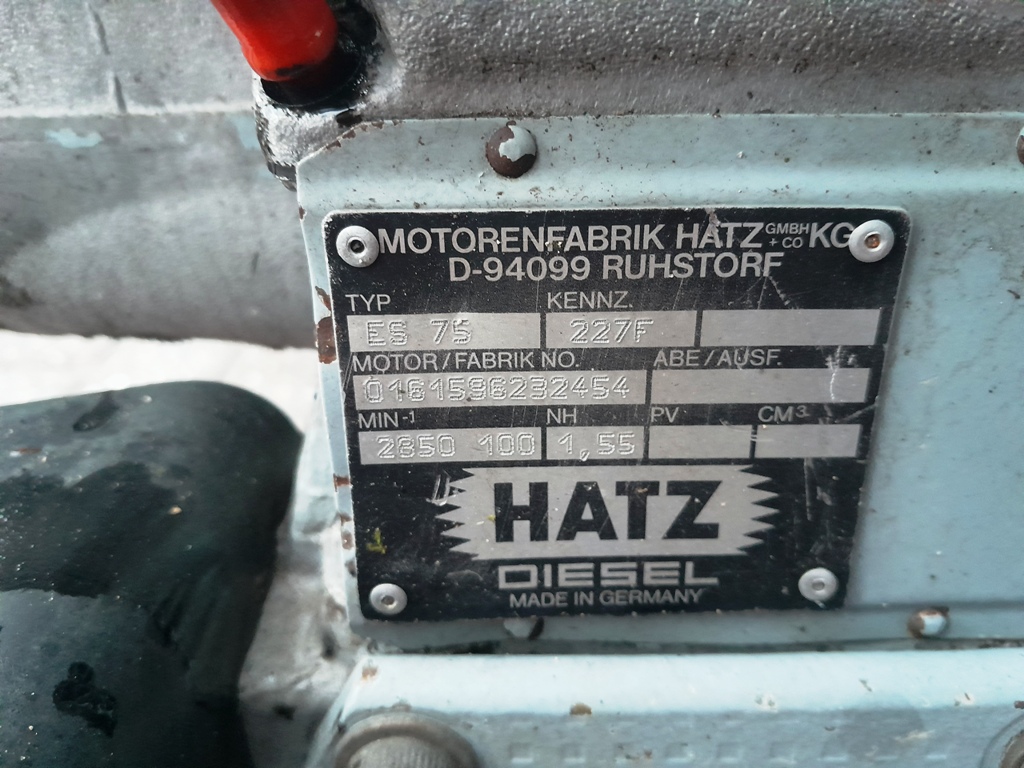 MOTORENFABRIK HATZ GMBH + CO KG
D-94099 RUHSTORF
TYP KENNZ.
ES 75 227F
MOTOR/FABRIK NO. ABE/AUSF.
0161596232454
MIN-1 NH PV CM3
2850 100 1,55
HATZ
DIESEL
MADE IN GERMANY